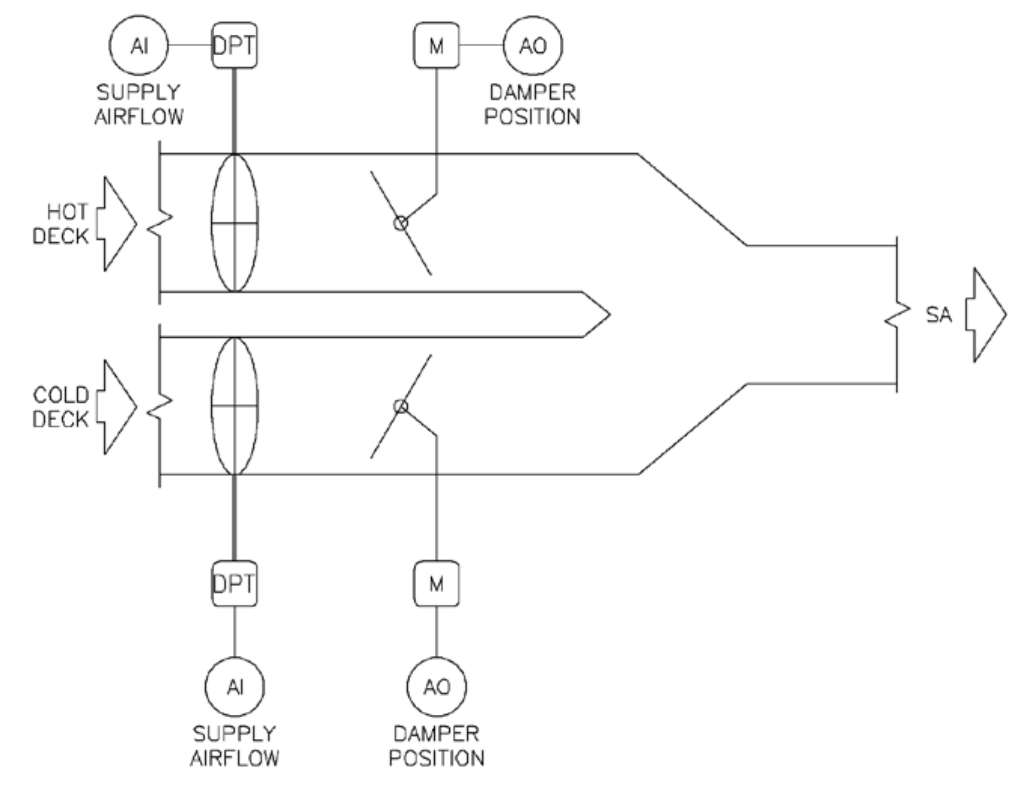 AI
DPT
M
AO
SUPPLY
AIRFLOW
DAMPER
POSITION
HOT
DECK
SA
COLD
DECK
DPT
M
AI
AO
SUPPLY
AIRFLOW
DAMPER
POSITION